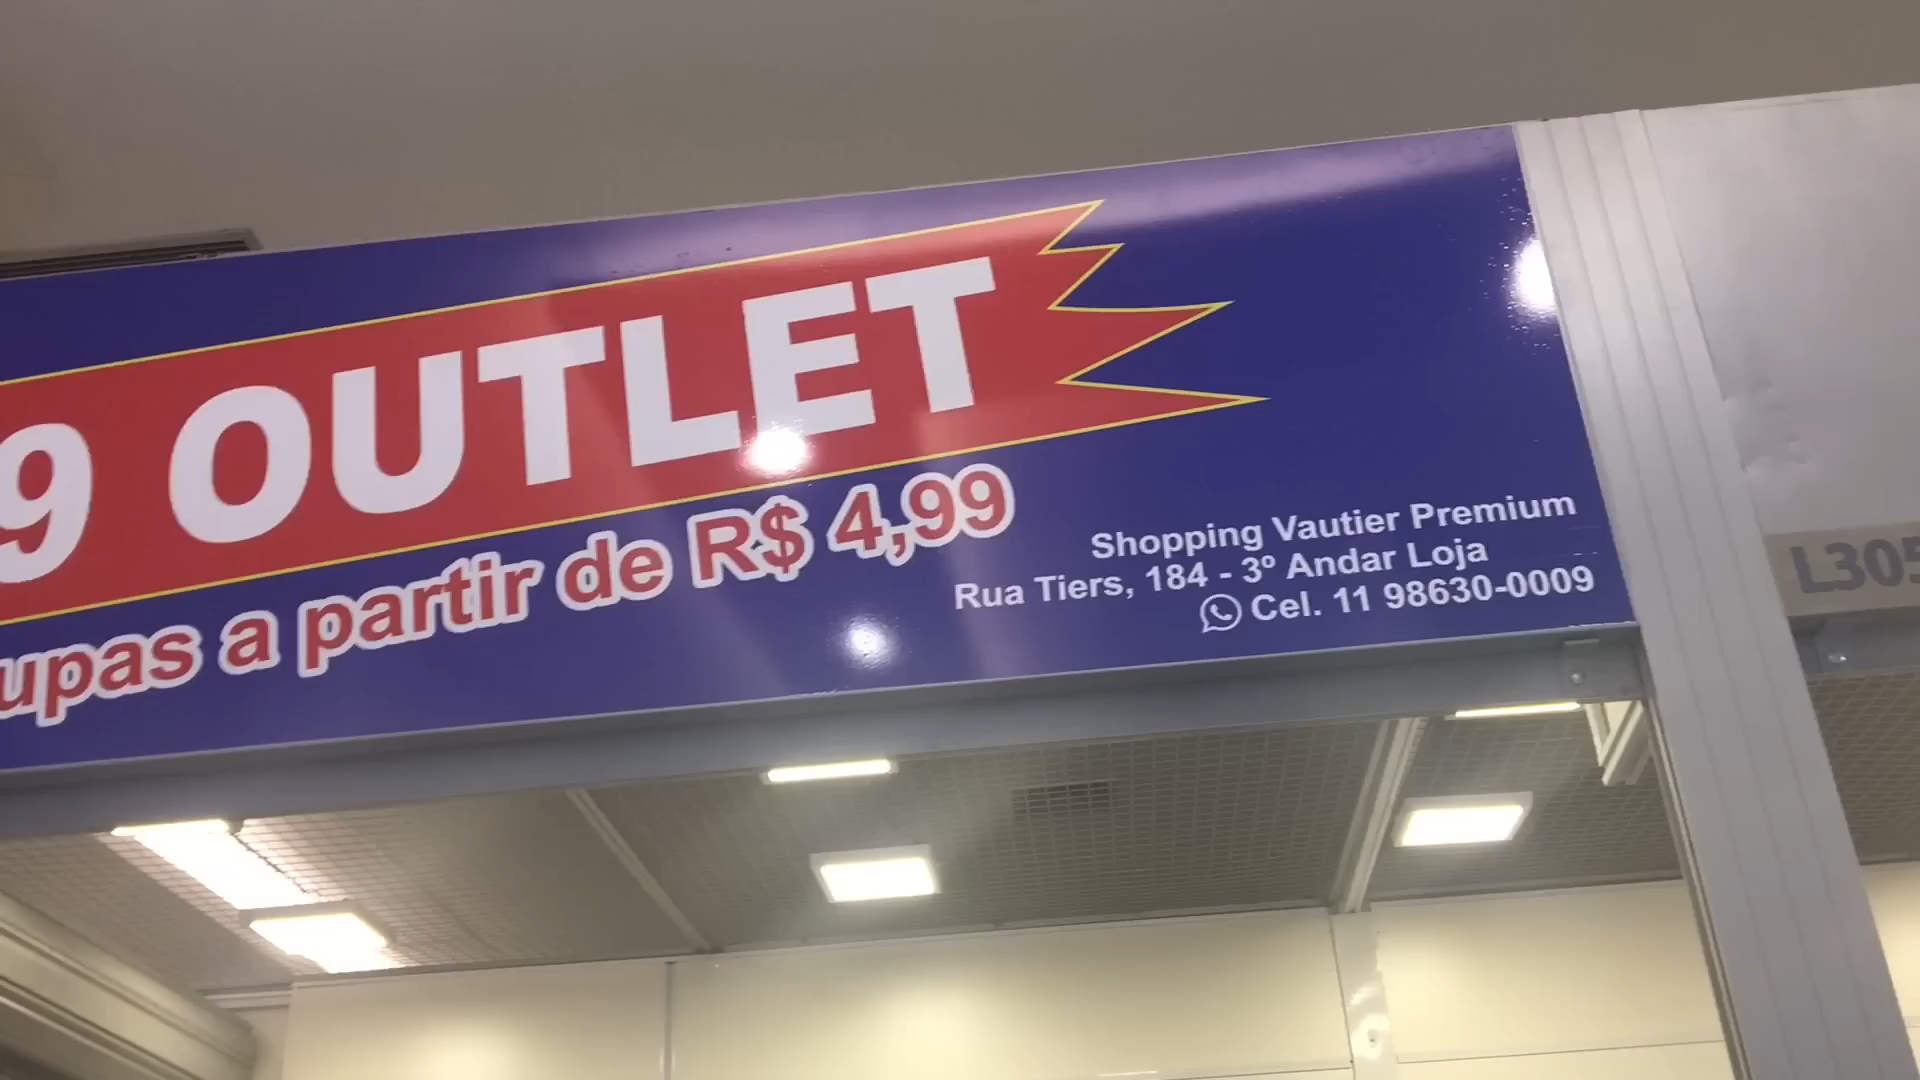 9 OUTLET
upas a partir de R$ 4,99
Shopping Vautier Premium
Rua Tiers, 184 - 3º Andar Loja
Cel. 11 98630-0009
L305